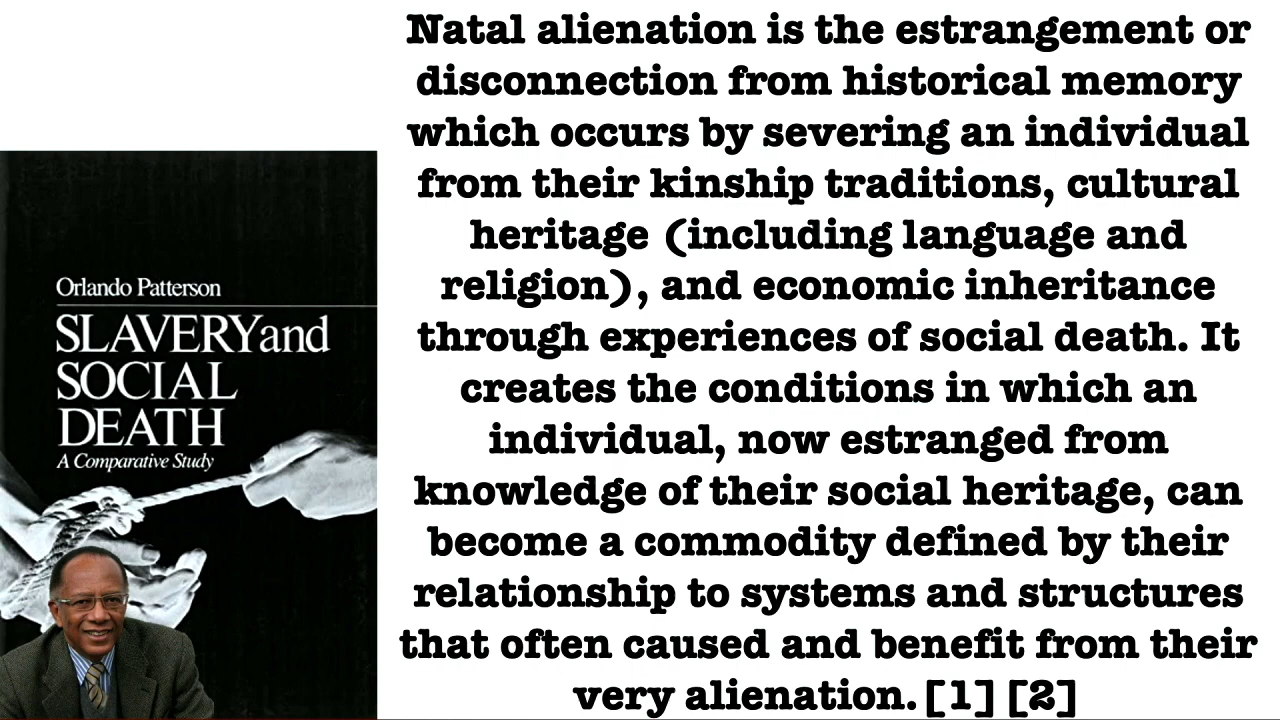 Natal alienation is the estrangement or
disconnection from historical memory
which occurs by severing an individual
from their kinship traditions, cultural
heritage (including language and
religion), and economic inheritance
through experiences of social death. It
creates the conditions in which an
individual, now estranged from
knowledge of their social heritage, can
become a commodity defined by their
relationship to systems and structures
that often caused and benefit from their
very alienation. [1] [2]
Orlando Patterson
SLAVERY and
SOCIAL
DEATH
A Comparative Study